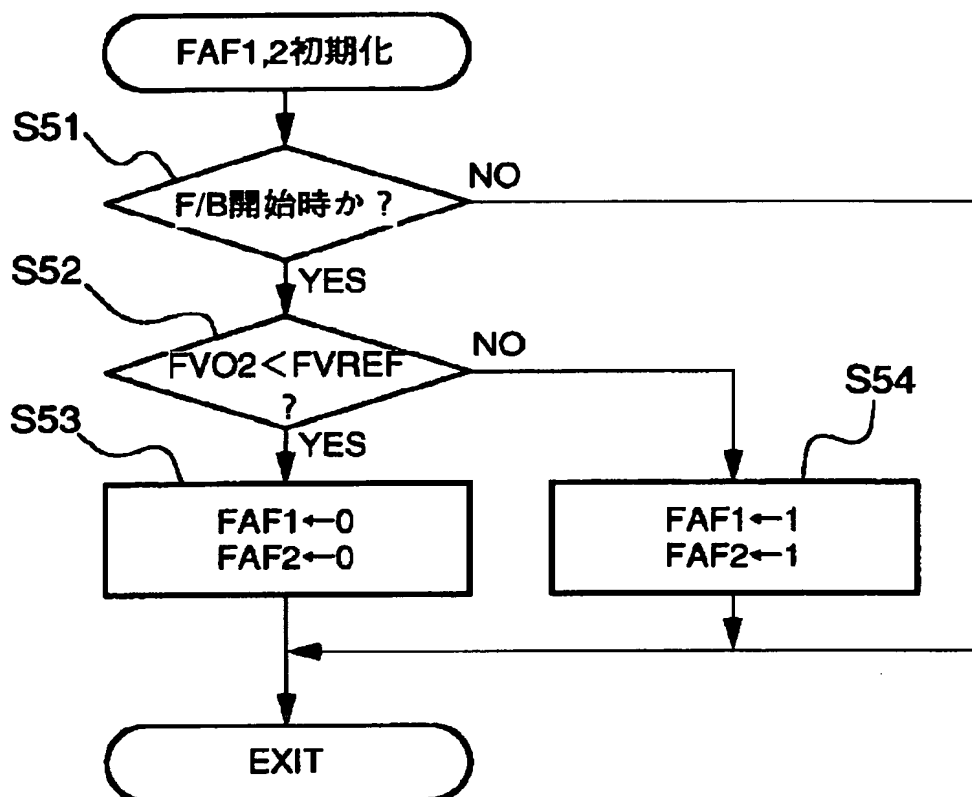 FAF1,2初期化
S51
F/B開始時か？
NO
YES
S52
FVO2＜FVREF
？
NO
YES
S53
FAF1←0
FAF2←0
S54
FAF1←1
FAF2←1
EXIT